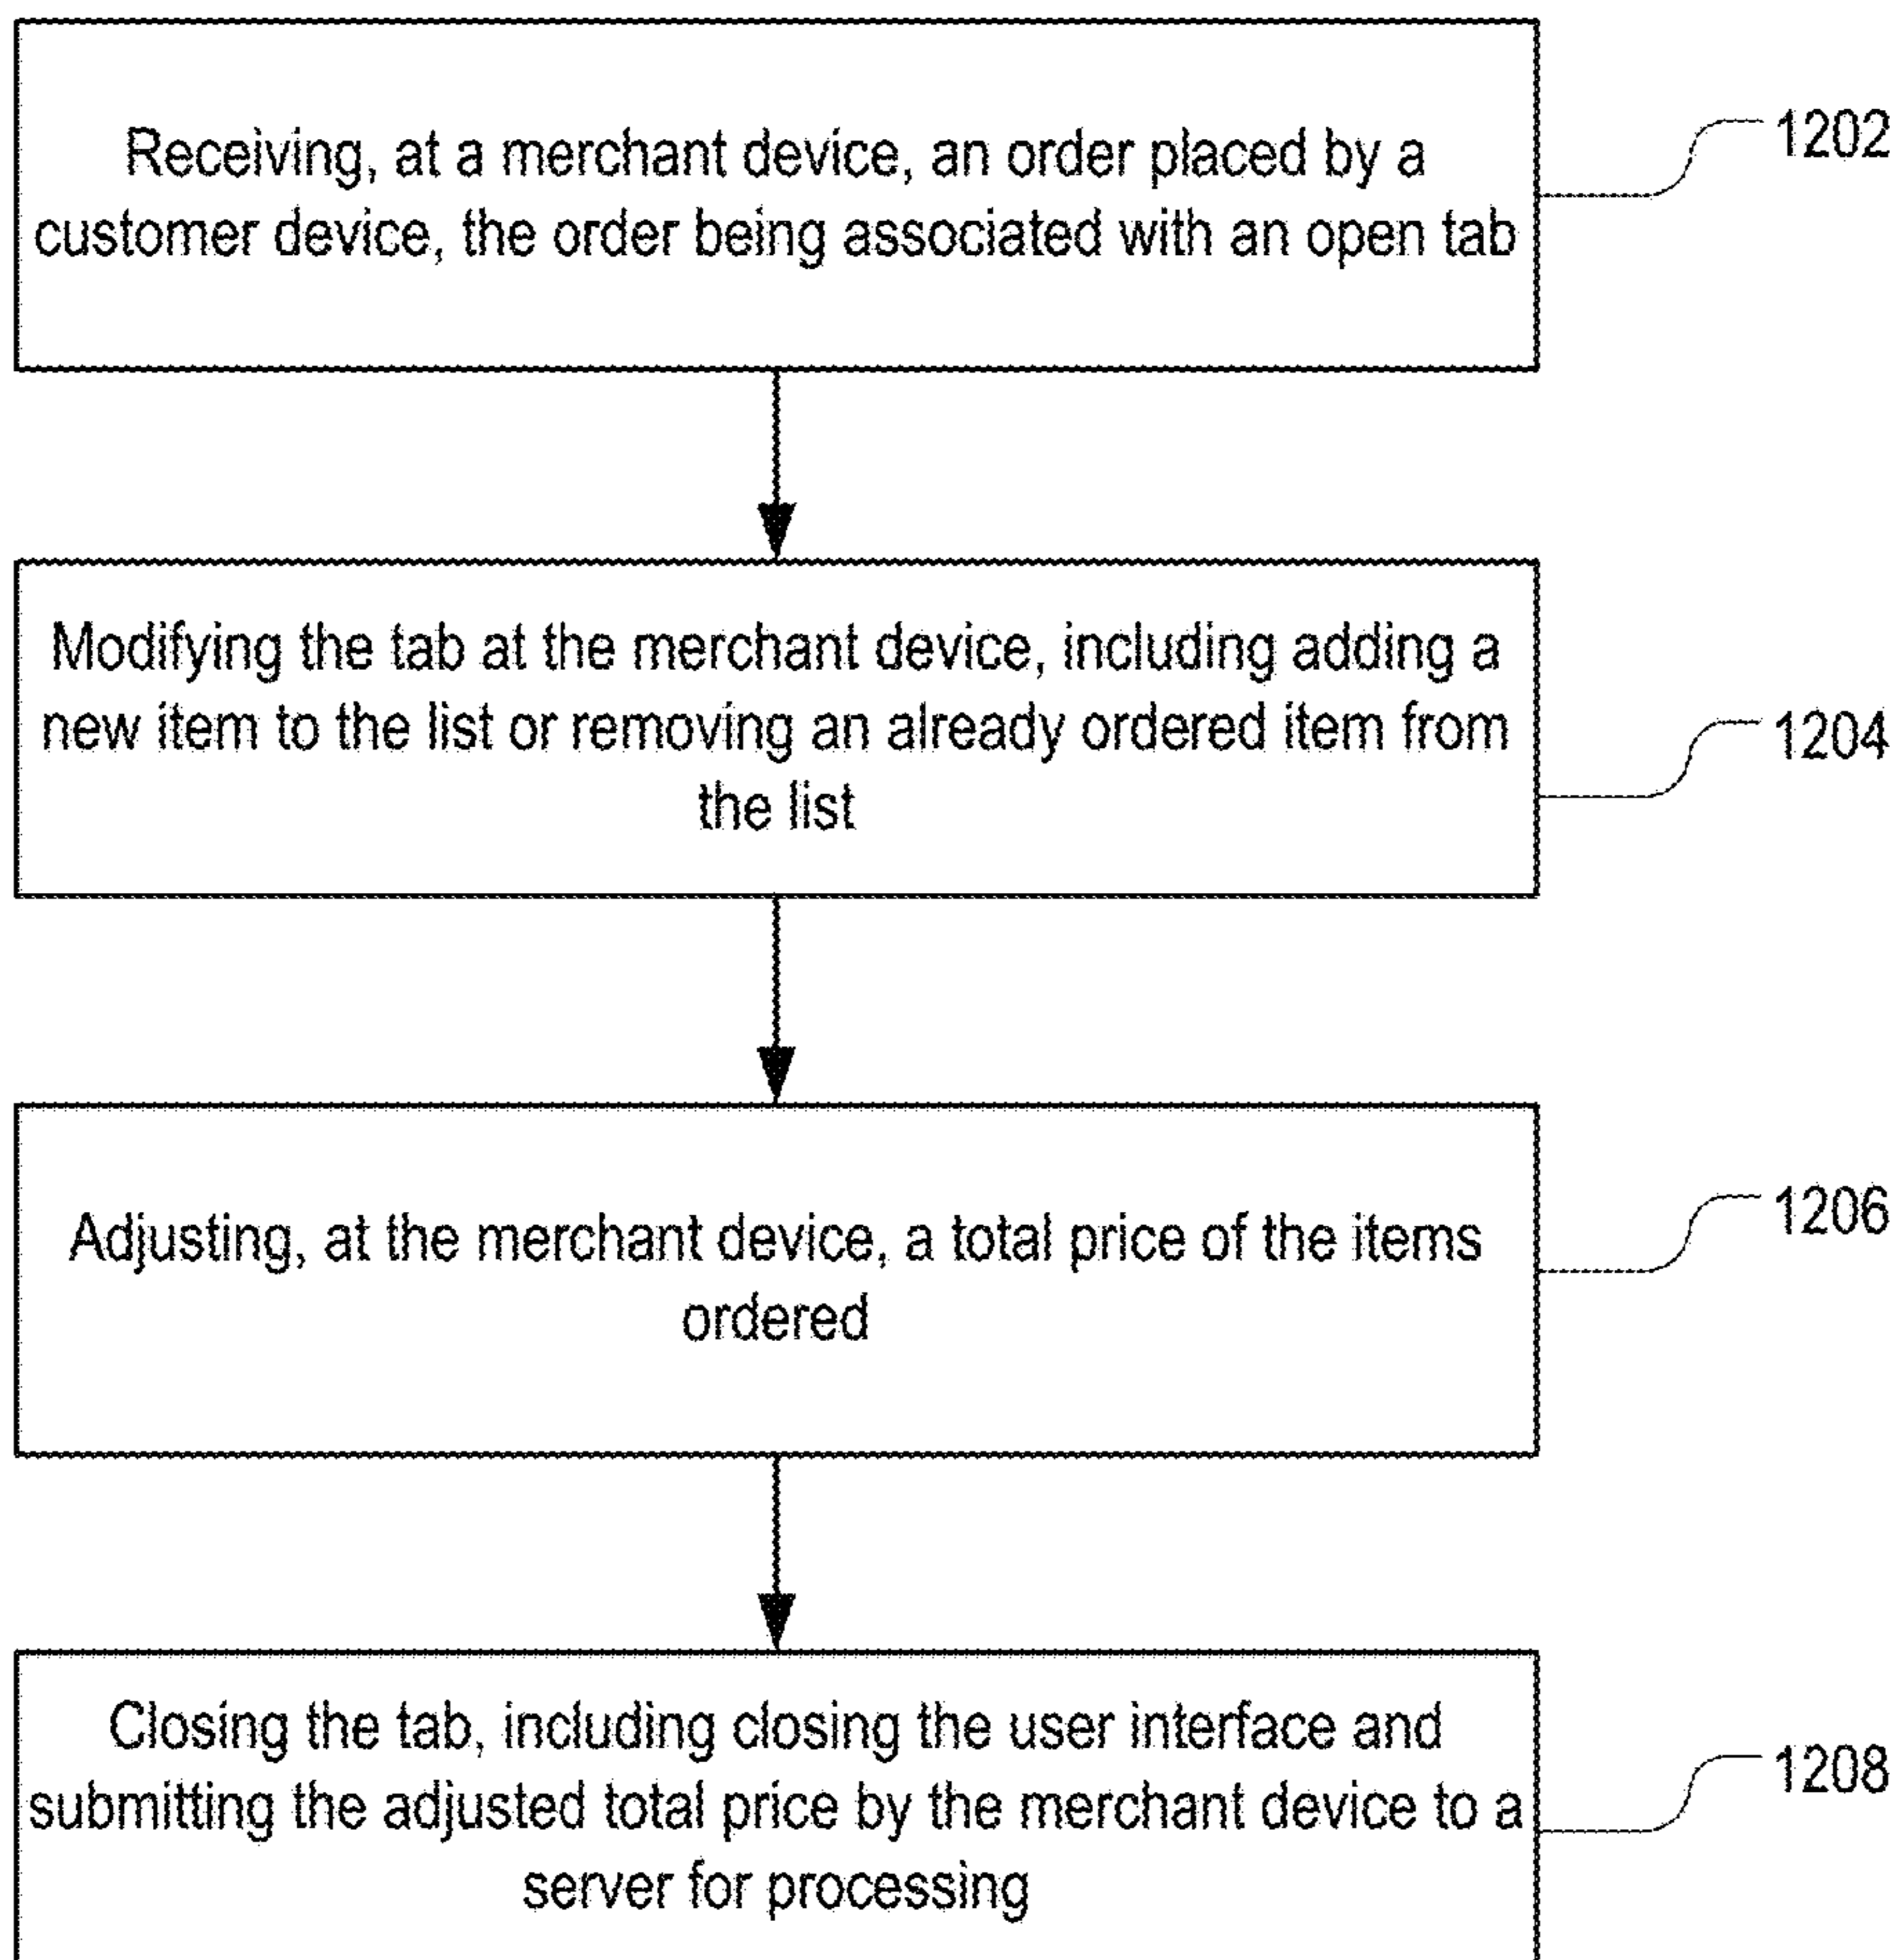 Receiving, at a merchant device, an order placed by a
customer device, the order being associated with an open tab
1202
Modifying the tab at the merchant device, including adding a
new item to the list or removing an already ordered item from
the list
1204
Adjusting, at the merchant device, a total price of the items
ordered
1206
Closing the tab, including closing the user interface and
submitting the adjusted total price by the merchant device to a
server for processing
1208